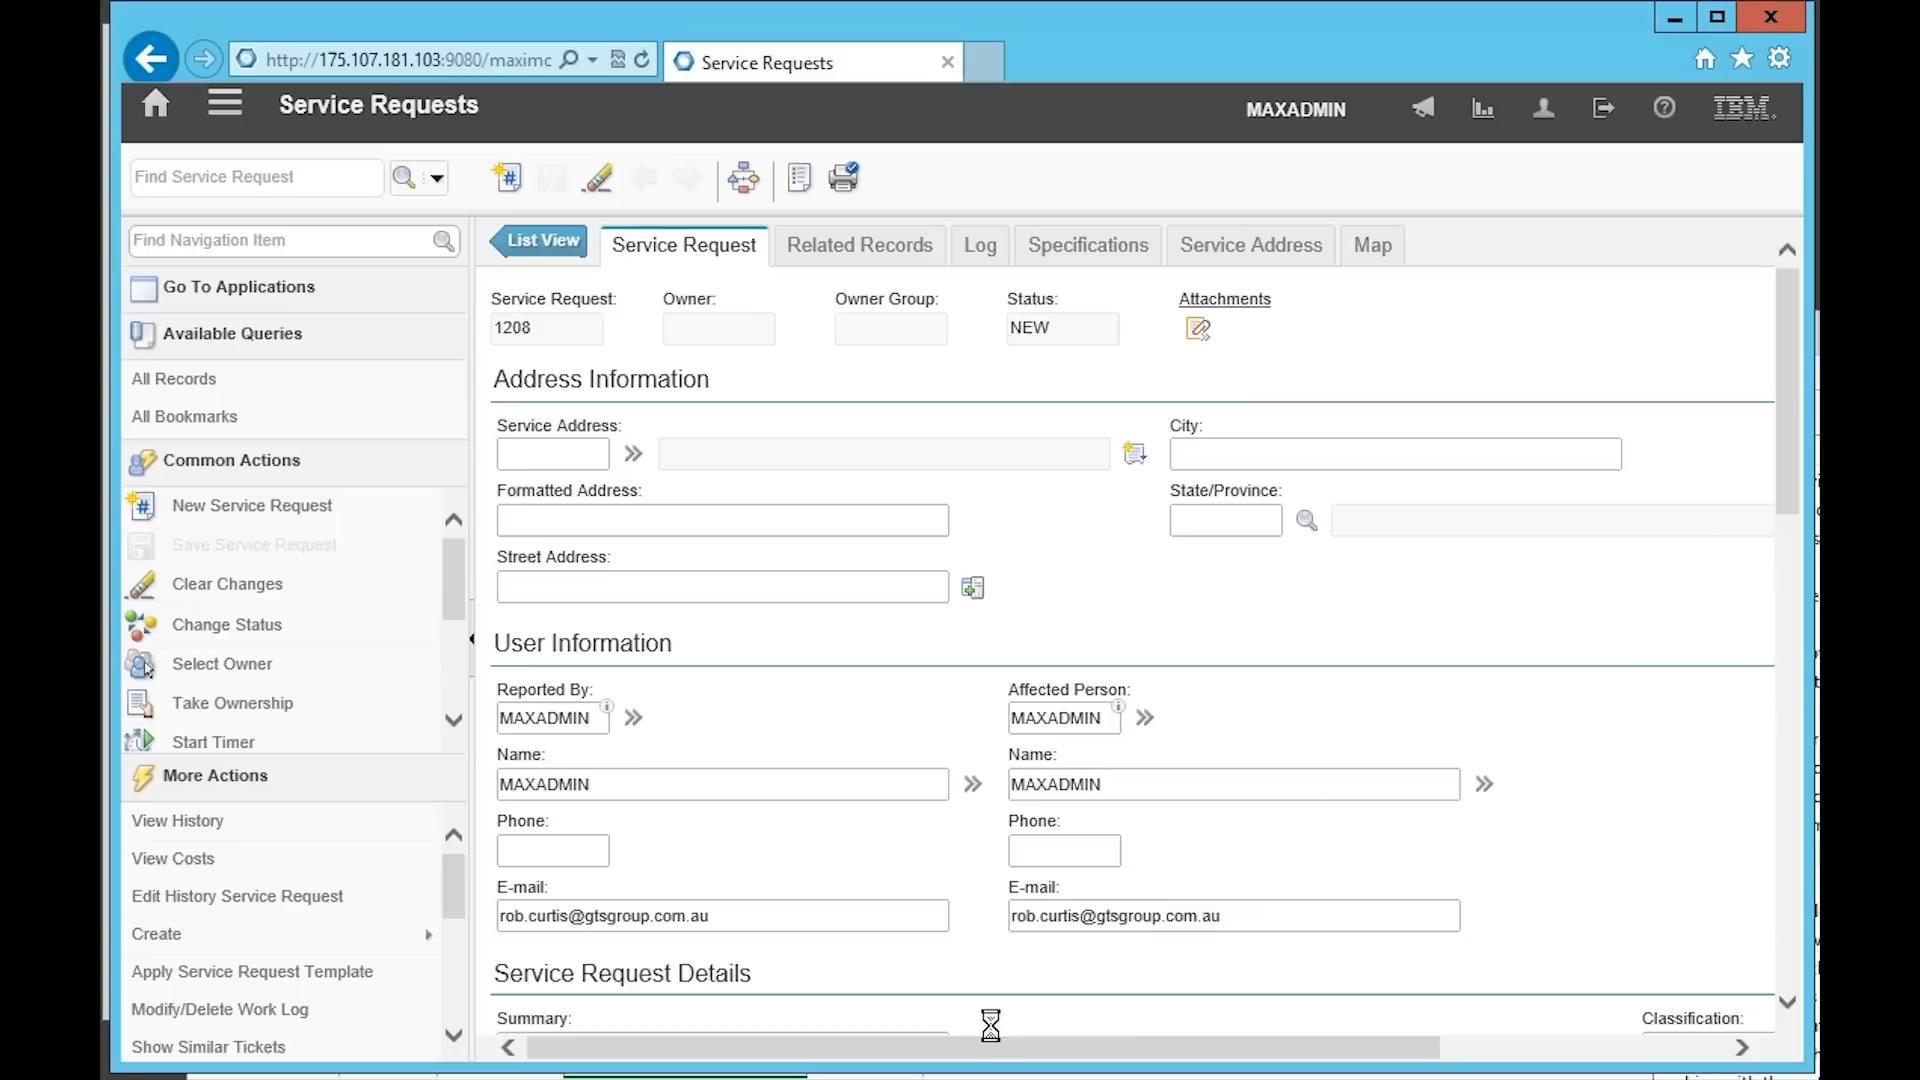 http://175.107.181.103:9080/maximc
Service Requests
Service Requests
MAXADMIN
IBM.
Find Service Request
Find Navigation Item
Go To Applications
Available Queries
All Records
All Bookmarks
Common Actions
New Service Request
Save Service Request
Clear Changes
Change Status
Select Owner
Take Ownership
Start Timer
More Actions
View History
View Costs
Edit History Service Request
Create
Apply Service Request Template
Modify/Delete Work Log
Show Similar Tickets
List View
Service Request
Related Records
Log
Specifications
Service Address
Map
Service Request: Owner: Owner Group: Status: Attachments
1208 NEW
Address Information
Service Address: City:
Formatted Address: State/Province:
Street Address:
User Information
Reported By: Affected Person:
MAXADMIN MAXADMIN
Name: Name:
MAXADMIN MAXADMIN
Phone: Phone:
E-mail: E-mail:
rob.curtis@gtsgroup.com.au rob.curtis@gtsgroup.com.au
Service Request Details
Summary: Classification: